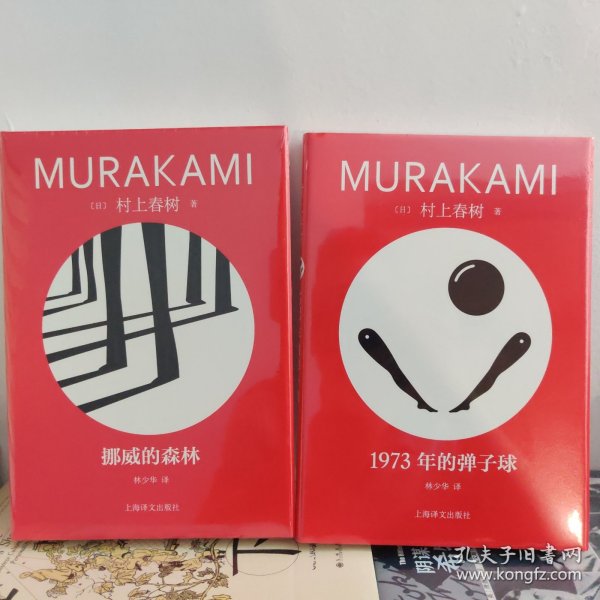 MURAKAMI
〔日〕 村上春树 著
挪威的森林
林少华 译
上海译文出版社
MURAKAMI
〔日〕 村上春树 著
1973 年的弹子球
林少华 译
上海译文出版社
阴谋
孔夫子旧书网
www.kongfz.com